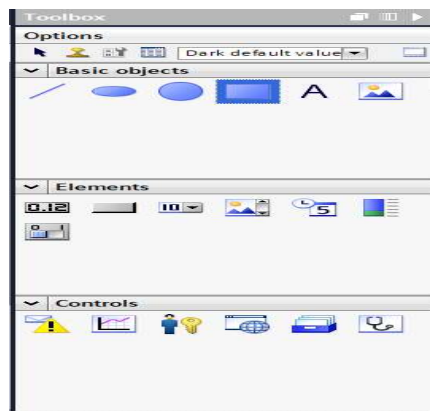 Toolbox
Options
Dark default value
Basic objects
A
Elements
0.12
10
5
Controls